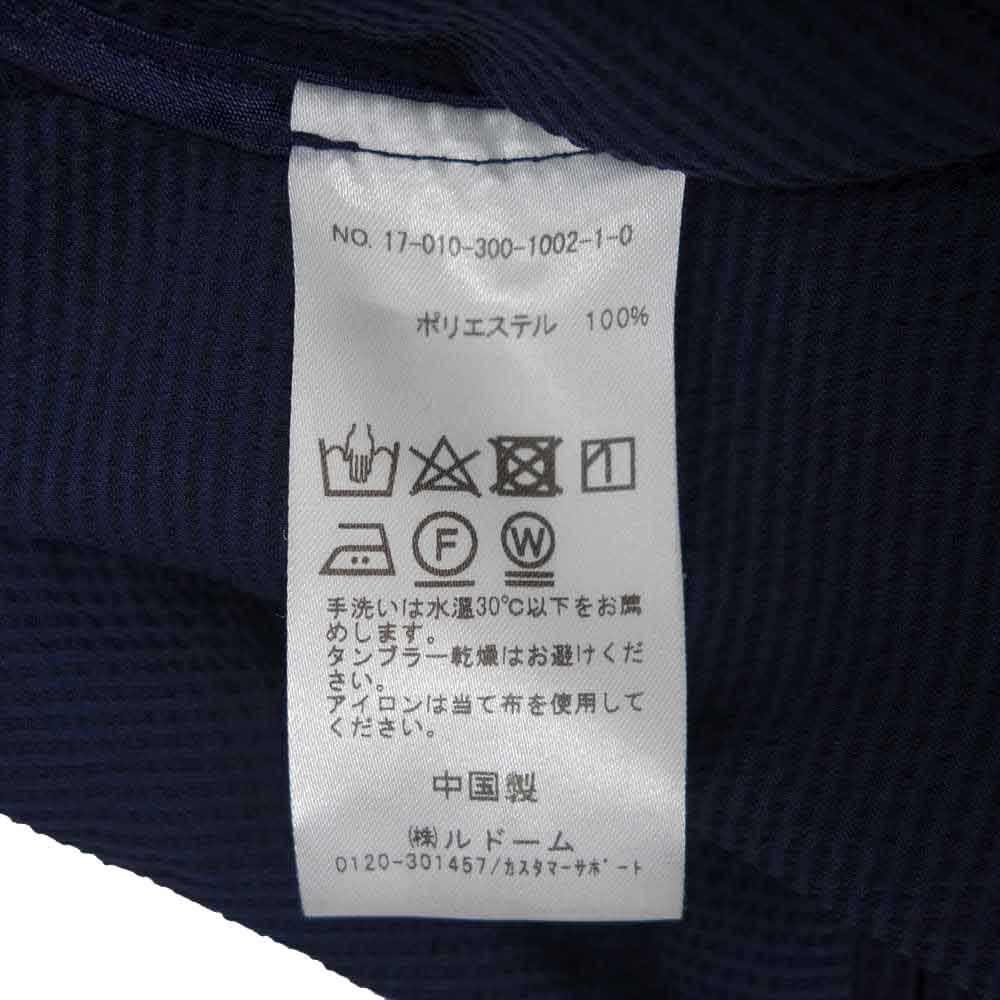 NO. 17-010-300-1002-1-0
ポリエステル 100%
F W
手洗いは水温30℃以下をお薦
めします。
タンブラー乾燥はお避けくだ
さい。
アイロンは当て布を使用して
ください。
中国製
㈱ルドーム
0120-301457/カスタマーサポート